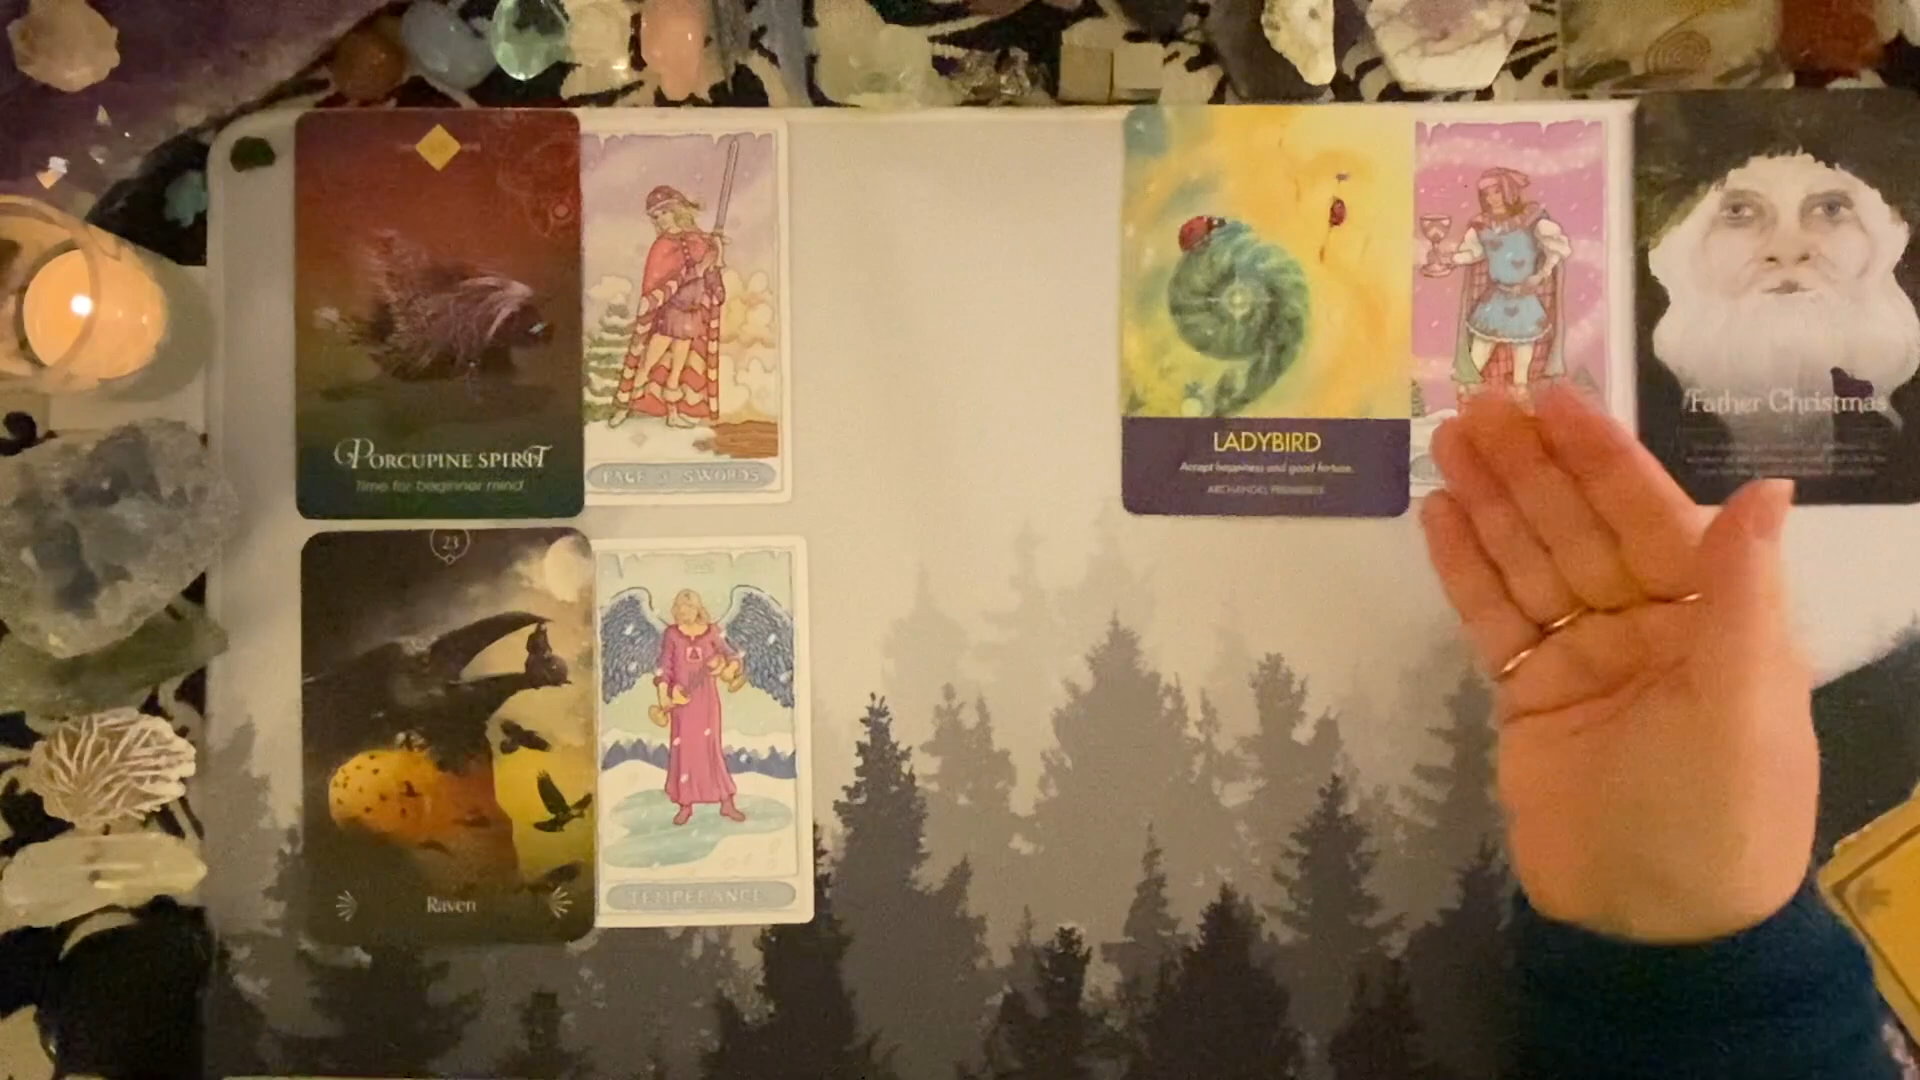 PORCUPINE SPIRIT
Time for beginner mind
PAGE of SWORDS
LADYBIRD
Accept happiness and good fortune.
ARCHANGEL
Father Christmas
23
Raven
TEMPERANCE